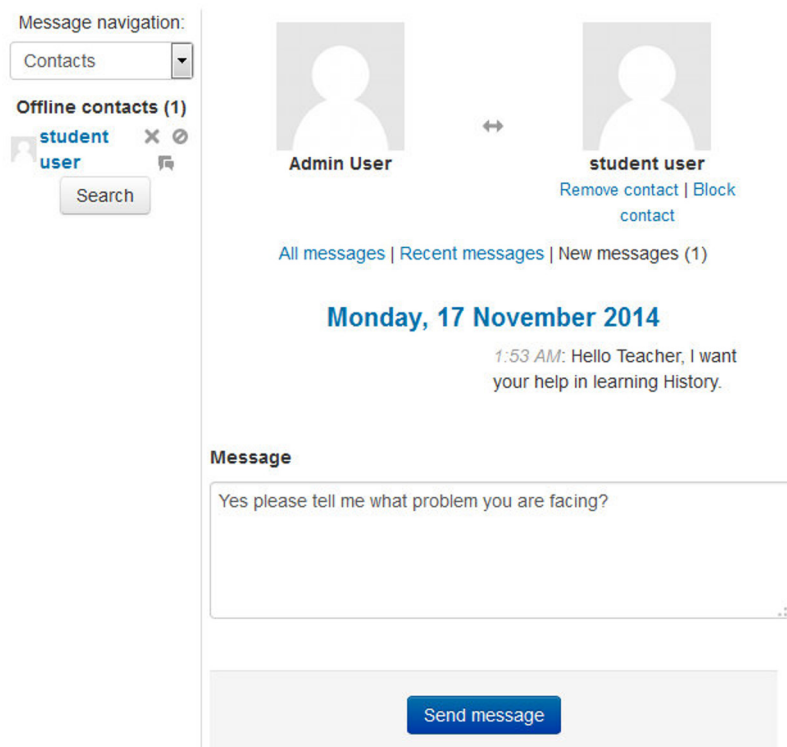 Message navigation:
Contacts
Offline contacts (1)
student
user
Search
Admin User
student user
Remove contact | Block
contact
All messages | Recent messages | New messages (1)
Monday, 17 November 2014
1:53 AM: Hello Teacher, I want
your help in learning History.
Message
Yes please tell me what problem you are facing?
Send message